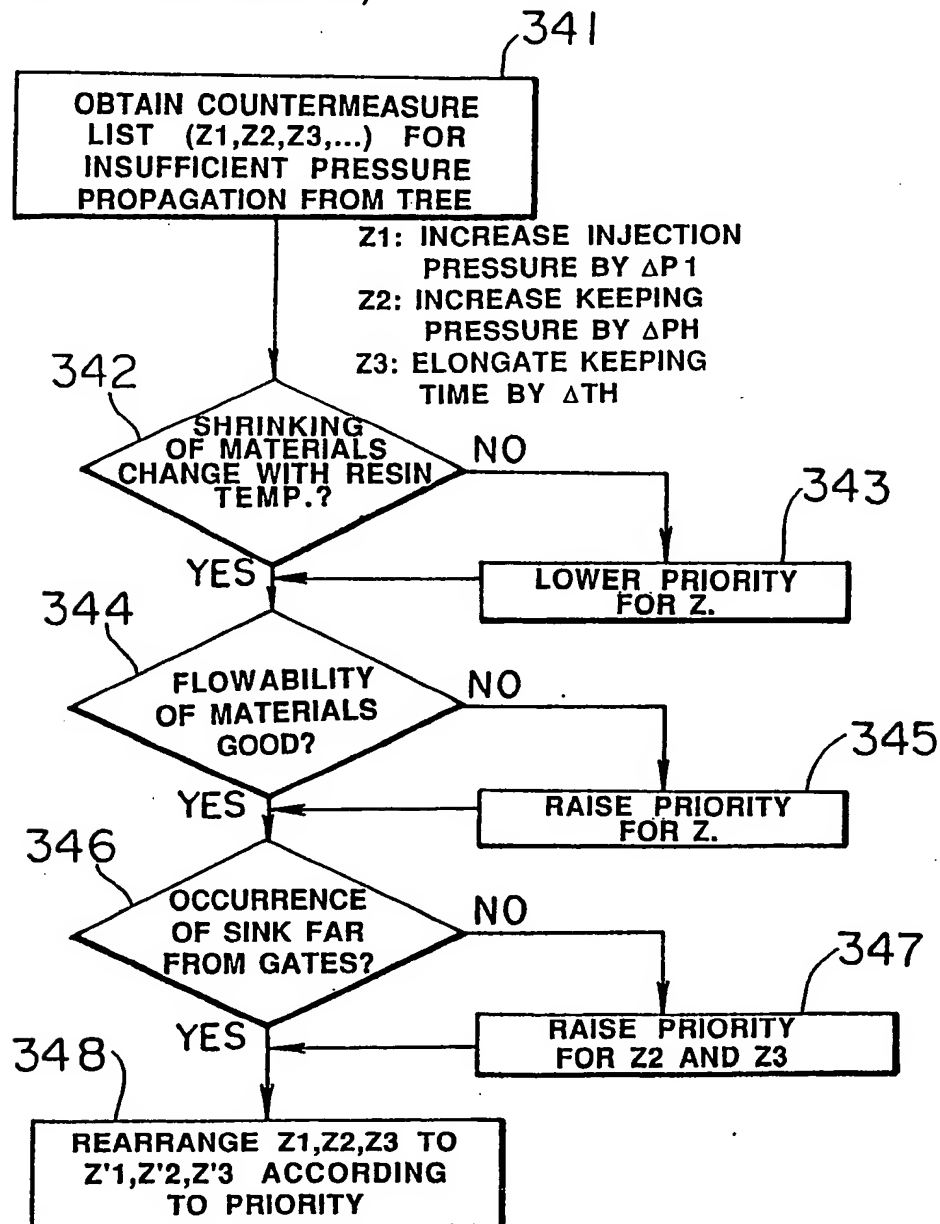 341
OBTAIN COUNTERMEASURE
LIST (Z1,Z2,Z3,...) FOR
INSUFFICIENT PRESSURE
PROPAGATION FROM TREE
Z1: INCREASE INJECTION
PRESSURE BY ΔP1
Z2: INCREASE KEEPING
PRESSURE BY ΔPH
Z3: ELONGATE KEEPING
TIME BY ΔTH
342
SHRINKING
OF MATERIALS
CHANGE WITH RESIN
TEMP.?
NO
343
YES
LOWER PRIORITY
FOR Z.
344
FLOWABILITY
OF MATERIALS
GOOD?
NO
345
YES
RAISE PRIORITY
FOR Z.
346
OCCURRENCE
OF SINK FAR
FROM GATES?
NO
347
YES
RAISE PRIORITY
FOR Z2 AND Z3
348
REARRANGE Z1,Z2,Z3 TO
Z'1,Z'2,Z'3 ACCORDING
TO PRIORITY